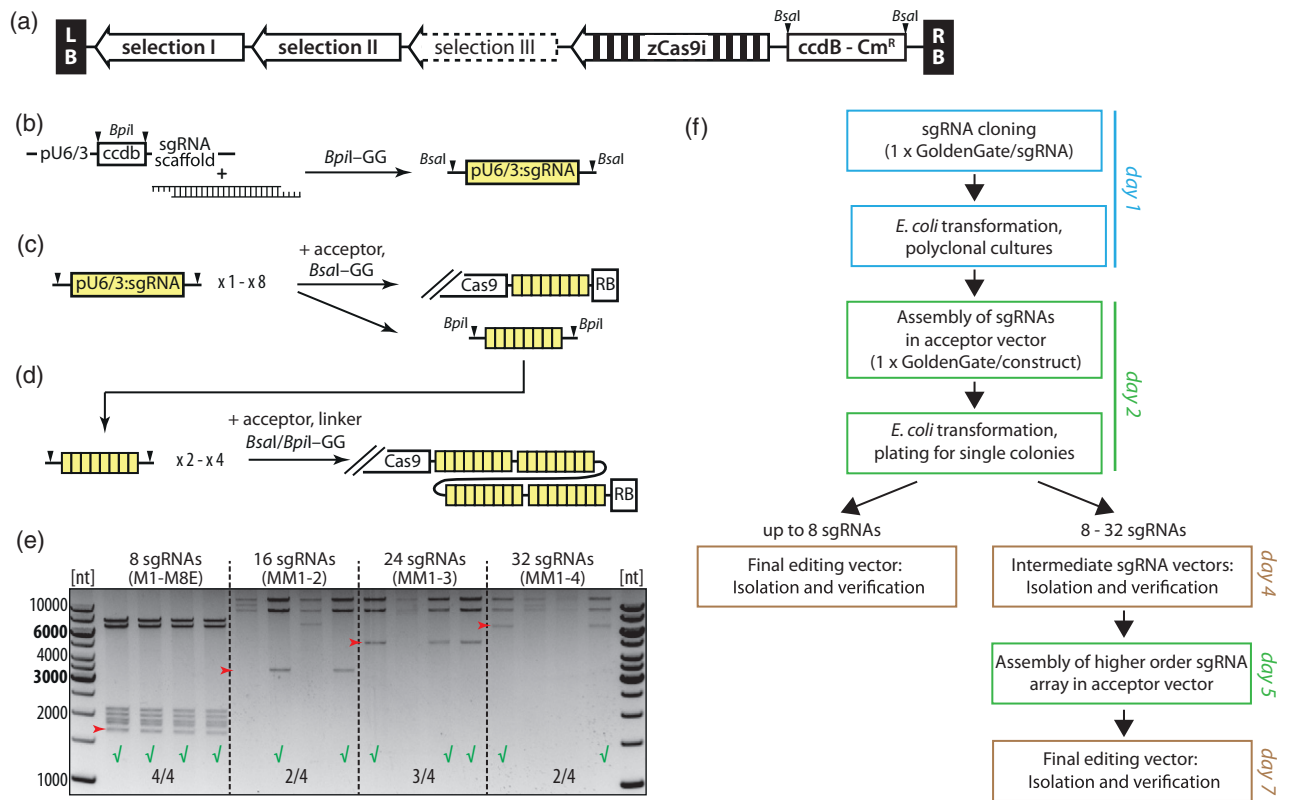 (a)
LB
selection I
selection II
selection III
zCas9i
BsaI
ccdB - CmR
BsaI
RB
(b)
BpiI
pU6/3
ccdb
sgRNA
scaffold
+
BpiI–GG
BsaI
pU6/3:sgRNA
BsaI
(c)
pU6/3:sgRNA
x 1 - x 8
+ acceptor,
BsaI–GG
Cas9
RB
BpiI
BpiI
(d)
x 2 - x 4
+ acceptor, linker
BsaI/BpiI–GG
Cas9
RB
(e)
[nt]
8 sgRNAs
(M1-M8E)
16 sgRNAs
(MM1-2)
24 sgRNAs
(MM1-3)
32 sgRNAs
(MM1-4)
[nt]
10000
6000
4000
3000
2000
1000
√ √ √ √ √ √ √ √ √ √ √
4/4
2/4
3/4
2/4
(f)
sgRNA cloning
(1 x GoldenGate/sgRNA)
E. coli transformation,
polyclonal cultures
day 1
Assembly of sgRNAs
in acceptor vector
(1 x GoldenGate/construct)
E. coli transformation,
plating for single colonies
day 2
up to 8 sgRNAs
Final editing vector:
Isolation and verification
8 - 32 sgRNAs
Intermediate sgRNA vectors:
Isolation and verification
day 4
Assembly of higher order sgRNA
array in acceptor vector
day 5
Final editing vector:
Isolation and verification
day 7